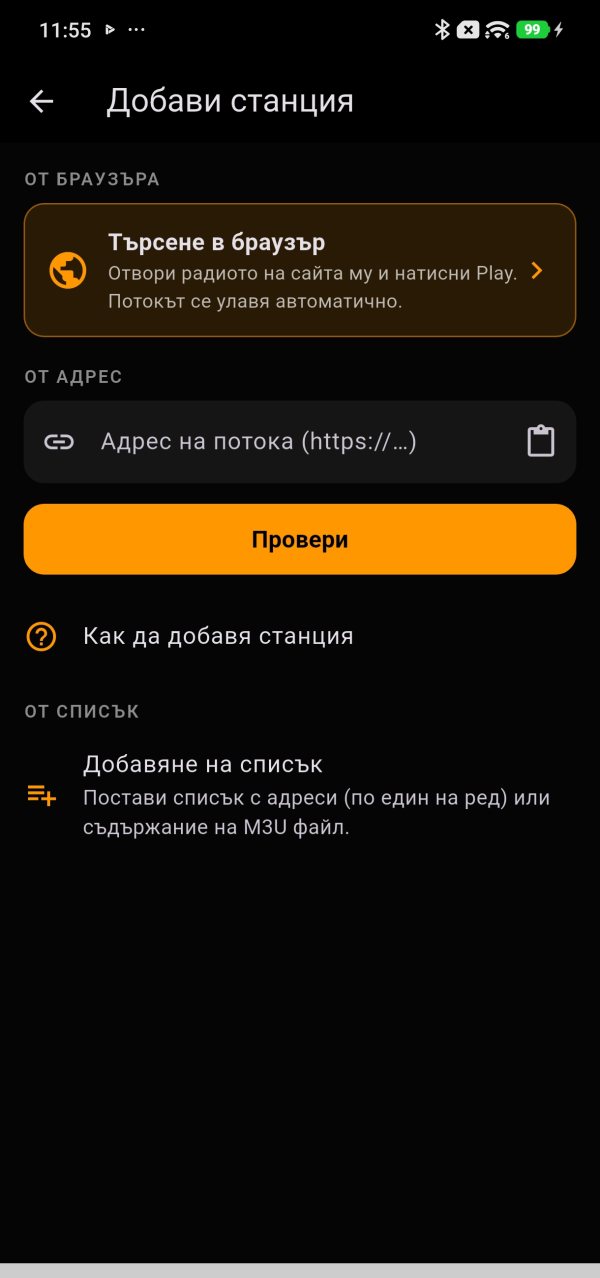 11:55
99
Добави станция
ОТ БРАУЗЪРА
Търсене в браузър
Отвори радиото на сайта му и натисни Play.
Потокът се улавя автоматично.
ОТ АДРЕС
Адрес на потока (https://…)
Провери
Как да добавя станция
ОТ СПИСЪК
Добавяне на списък
Постави списък с адреси (по един на ред) или
съдържание на M3U файл.